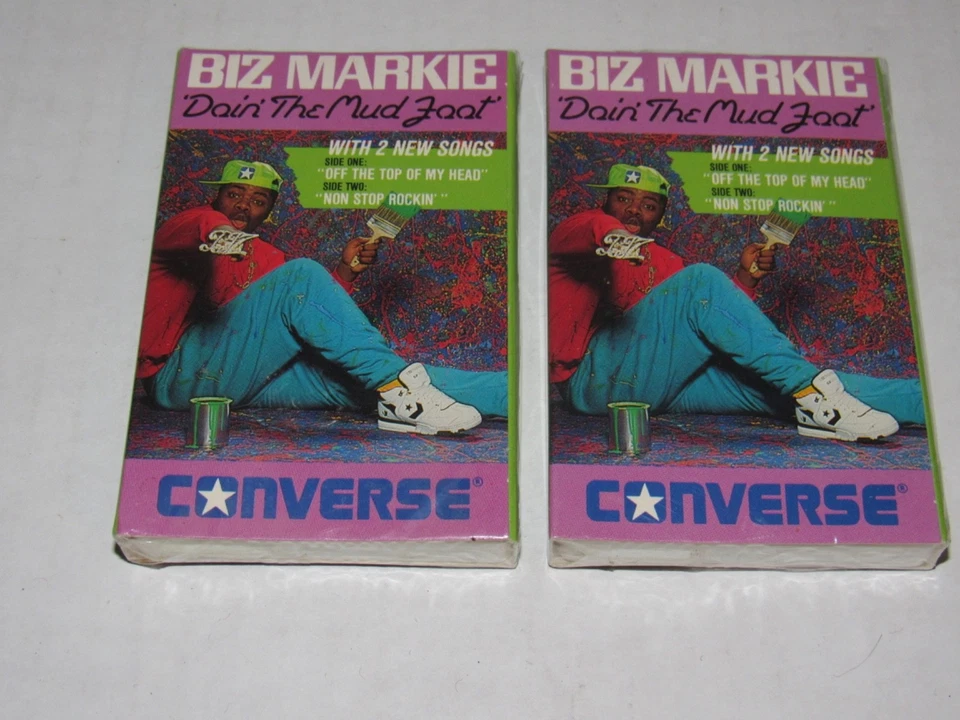 BIZ MARKIE
'Doin' The Mud Foot'
WITH 2 NEW SONGS
SIDE ONE:
"OFF THE TOP OF MY HEAD"
SIDE TWO:
"NON STOP ROCKIN' "
CONVERSE®
BIZ MARKIE
'Doin' The Mud Foot'
WITH 2 NEW SONGS
SIDE ONE:
"OFF THE TOP OF MY HEAD"
SIDE TWO:
"NON STOP ROCKIN' "
CONVERSE®